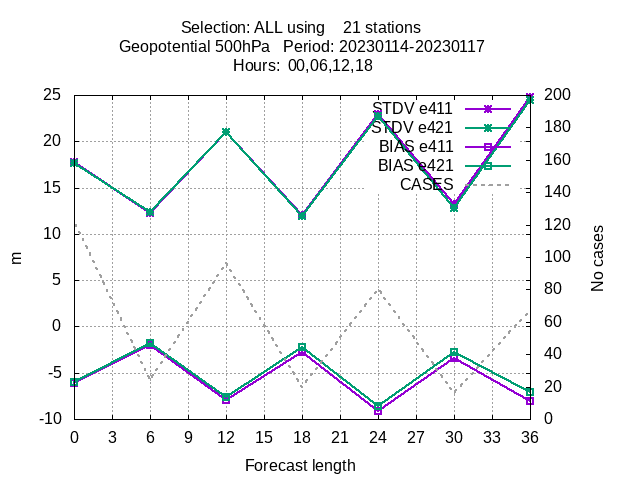 Selection: ALL using 21 stations
Geopotential 500hPa Period: 20230114-20230117
Hours: 00,06,12,18
25
20
15
10
5
0
-5
-10
m
STDV e411
STDV e421
BIAS e411
BIAS e421
CASES
200
180
160
140
120
100
80
60
40
20
0
No cases
0 3 6 9 12 15 18 21 24 27 30 33 36
Forecast length